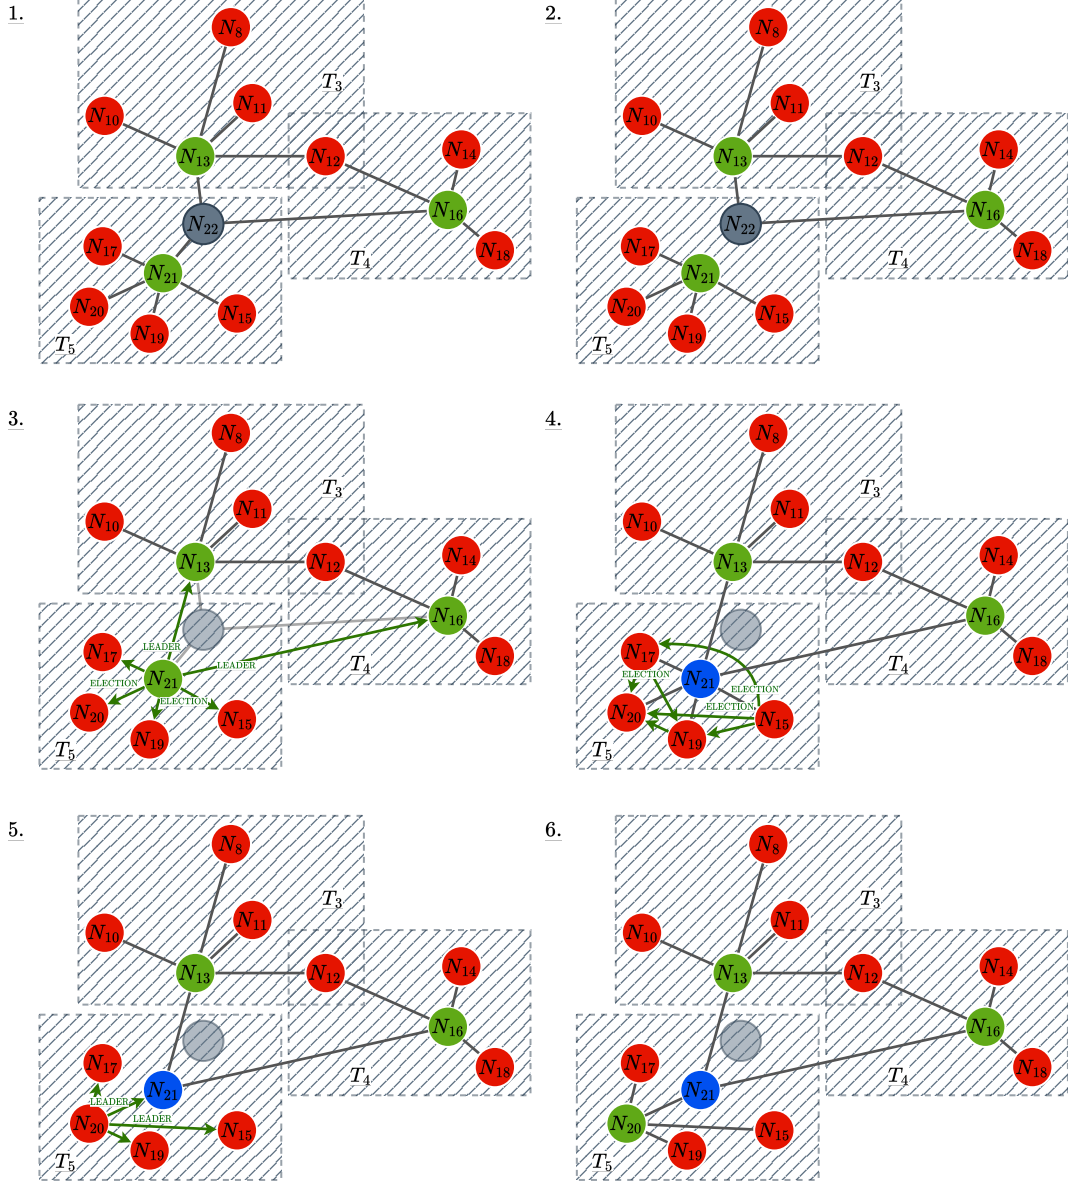 1.
N8
T3
N10
N11
N13
N12
N14
N16
N22
N17
N18
T4
N21
N20
N19
N15
T5
2.
N8
T3
N10
N11
N13
N12
N14
N16
N22
N17
N18
T4
N21
N20
N19
N15
T5
3.
N8
T3
N10
N11
N13
N12
N14
N16
LEADER
N17
N18
LEADER
T4
N21
ELECTION
ELECTION
N20
N19
N15
T5
4.
N8
T3
N10
N11
N13
N12
N14
N16
N17
N18
T4
ELECTION
N21
ELECTION
ELECTION
N20
N19
N15
T5
5.
N8
T3
N10
N11
N13
N12
N14
N16
N17
N18
T4
N21
LEADER
LEADER
N20
N19
N15
T5
6.
N8
T3
N10
N11
N13
N12
N14
N16
N17
N18
T4
N21
N20
N19
N15
T5